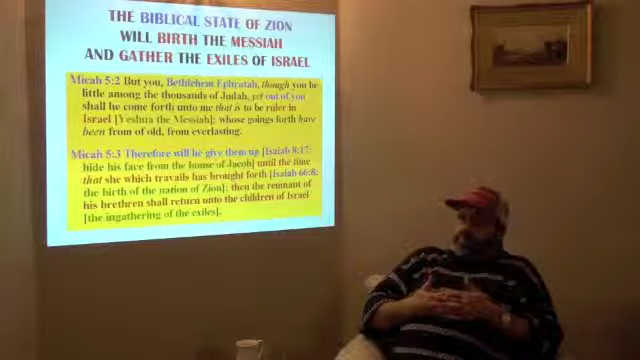 THE BIBLICAL STATE OF ZION
WILL BIRTH THE MESSIAH
AND GATHER THE EXILES OF ISRAEL
Micah 5:2 But you, Bethlehem Ephratah, though you be
little among the thousands of Judah, yet out of you
shall he come forth unto me that is to be ruler in
Israel [Yeshua the Messiah]; whose goings forth have
been from of old, from everlasting.
Micah 5:3 Therefore will he give them up [Isaiah 8:17:
hide his face from the house of Jacob] until the time
that she which travails has brought forth [Isaiah 66:8:
the birth of the nation of Zion]: then the remnant of
his brethren shall return unto the children of Israel
[the ingathering of the exiles].